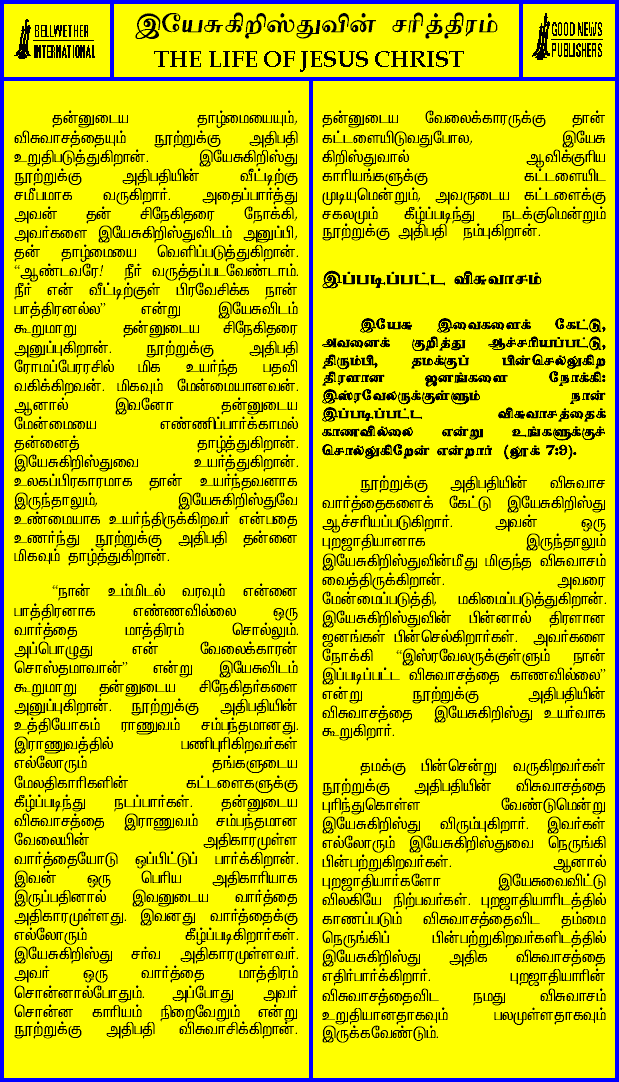 BELLWETHER
INTERNATIONAL
இயேசுகிறிஸ்துவின் சரித்திரம்
THE LIFE OF JESUS CHRIST
GOOD NEWS
PUBLISHERS
தன்னுடைய தாழ்மையையும்,
விசுவாசத்தையும் நூற்றுக்கு அதிபதி
உறுதிபடுத்துகிறான். இயேசுகிறிஸ்து
நூற்றுக்கு அதிபதியின் வீட்டிற்கு
சமீபமாக வருகிறார். அதைப்பார்த்து
அவன் தன் சிநேகிதரை நோக்கி,
அவர்களை இயேசுகிறிஸ்துவிடம் அனுப்பி,
தன் தாழ்மையை வெளிப்படுத்துகிறான்.
“ஆண்டவரே! நீர் வருத்தப்படவேண்டாம்.
நீர் என் வீட்டிற்குள் பிரவேசிக்க நான்
பாத்திரனல்ல” என்று இயேசுவிடம்
கூறுமாறு தன்னுடைய சிநேகிதரை
அனுப்புகிறான். நூற்றுக்கு அதிபதி
ரோமப்பேரரசில் மிக உயர்ந்த பதவி
வகிக்கிறவன். மிகவும் மேன்மையானவன்.
ஆனால் இவனோ தன்னுடைய
மேன்மையை எண்ணிப்பார்க்காமல்
தன்னைத் தாழ்த்துகிறான்.
இயேசுகிறிஸ்துவை உயர்த்துகிறான்.
உலகப்பிரகாரமாக தான் உயர்ந்தவனாக
இருந்தாலும், இயேசுகிறிஸ்துவே
உண்மையாக உயர்ந்திருக்கிறவர் என்பதை
உணர்ந்து நூற்றுக்கு அதிபதி தன்னை
மிகவும் தாழ்த்துகிறான்.
“நான் உம்மிடல் வரவும் என்னை
பாத்திரனாக எண்ணவில்லை ஒரு
வார்த்தை மாத்திரம் சொல்லும்.
அப்பொழுது என் வேலைக்காரன்
சொஸ்தமாவான்” என்று இயேசுவிடம்
கூறுமாறு தன்னுடைய சிநேகிதர்களை
அனுப்புகிறான். நூற்றுக்கு அதிபதியின்
உத்தியோகம் ராணுவம் சம்பந்தமானது.
இராணுவத்தில் பணிபுரிகிறவர்கள்
எல்லோரும் தங்களுடைய
மேலதிகாரிகளின் கட்டளைகளுக்கு
கீழ்ப்படிந்து நடப்பார்கள். தன்னுடைய
விசுவாசத்தை இராணுவம் சம்பந்தமான
வேலையின் அதிகாரமுள்ள
வார்த்தையோடு ஒப்பிட்டுப் பார்க்கிறான்.
இவன் ஒரு பெரிய அதிகாரியாக
இருப்பதினால் இவனுடைய வார்த்தை
அதிகாரமுள்ளது. இவனது வார்த்தைக்கு
எல்லோரும் கீழ்ப்படிகிறார்கள்.
இயேசுகிறிஸ்து சர்வ அதிகாரமுள்ளவர்.
அவர் ஒரு வார்த்தை மாத்திரம்
சொன்னால்போதும். அப்போது அவர்
சொன்ன காரியம் நிறைவேறும் என்று
நூற்றுக்கு அதிபதி விசுவாசிக்கிறான்.
தன்னுடைய வேலைக்காரருக்கு தான்
கட்டளையிடுவதுபோல, இயேசு
கிறிஸ்துவால் ஆவிக்குரிய
காரியங்களுக்கு கட்டளையிட
முடியுமென்றும், அவருடைய கட்டளைக்கு
சகலமும் கீழ்ப்படிந்து நடக்குமென்றும்
நூற்றுக்கு அதிபதி நம்புகிறான்.
இப்படிப்பட்ட விசுவாசம்
இயேசு இவைகளைக் கேட்டு,
அவனைக் குறித்து ஆச்சரியப்பட்டு,
திரும்பி, தமக்குப் பின்செல்லுகிற
திரளான ஜனங்களை நோக்கி:
இஸ்ரவேலருக்குள்ளும் நான்
இப்படிப்பட்ட விசுவாசத்தைக்
காணவில்லை என்று உங்களுக்குச்
சொல்லுகிறேன் என்றார் (லூக் 7:9).
நூற்றுக்கு அதிபதியின் விசுவாச
வார்த்தைகளைக் கேட்டு இயேசுகிறிஸ்து
ஆச்சரியப்படுகிறார். அவன் ஒரு
புறஜாதியானாக இருந்தாலும்
இயேசுகிறிஸ்துவின்மீது மிகுந்த விசுவாசம்
வைத்திருக்கிறான். அவரை
மேன்மைப்படுத்தி, மகிமைப்படுத்துகிறான்.
இயேசுகிறிஸ்துவின் பின்னால் திரளான
ஜனங்கள் பின்செல்கிறார்கள். அவர்களை
நோக்கி “இஸ்ரவேலருக்குள்ளும் நான்
இப்படிப்பட்ட விசுவாசத்தை காணவில்லை”
என்று நூற்றுக்கு அதிபதியின்
விசுவாசத்தை இயேசுகிறிஸ்து உயர்வாக
கூறுகிறார்.
தமக்கு பின்சென்று வருகிறவர்கள்
நூற்றுக்கு அதிபதியின் விசுவாசத்தை
புரிந்துகொள்ள வேண்டுமென்று
இயேசுகிறிஸ்து விரும்புகிறார். இவர்கள்
எல்லோரும் இயேசுகிறிஸ்துவை நெருங்கி
பின்பற்றுகிறவர்கள். ஆனால்
புறஜாதியார்களோ இயேசுவைவிட்டு
விலகியே நிற்பவர்கள். புறஜாதியாரிடத்தில்
காணப்படும் விசுவாசத்தைவிட தம்மை
நெருங்கிப் பின்பற்றுகிறவர்களிடத்தில்
இயேசுகிறிஸ்து அதிக விசுவாசத்தை
எதிர்பார்க்கிறார். புறஜாதியாரின்
விசுவாசத்தைவிட நமது விசுவாசம்
உறுதியானதாகவும் பலமுள்ளதாகவும்
இருக்கவேண்டும்.